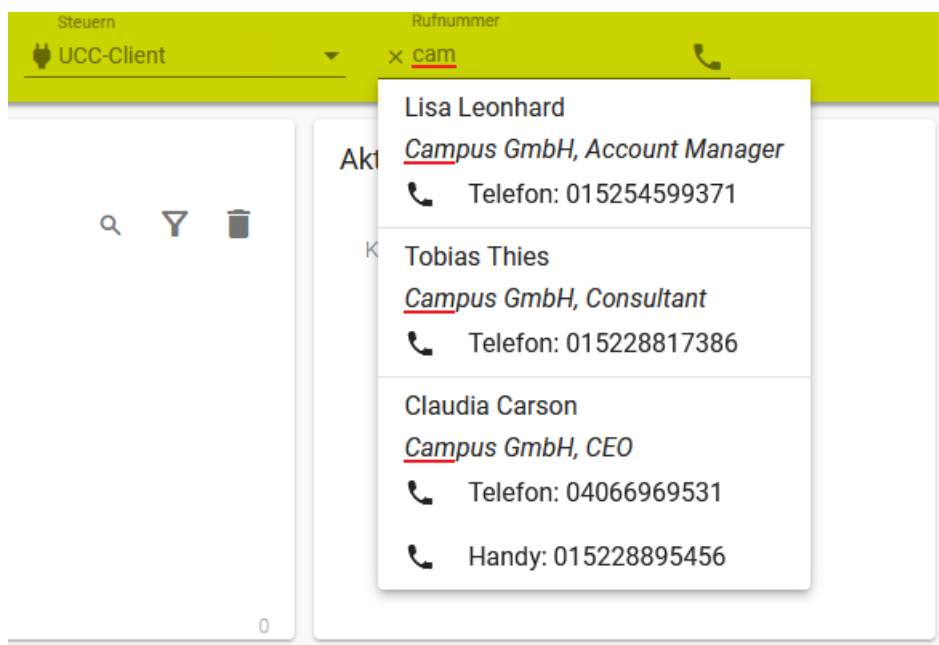 Steuern
Rufnummer
UCC-Client
cam
Lisa Leonhard
Campus GmbH, Account Manager
Telefon: 015254599371
Akt
K
Tobias Thies
Campus GmbH, Consultant
Telefon: 015228817386
Claudia Carson
Campus GmbH, CEO
Telefon: 04066969531
Handy: 015228895456
0